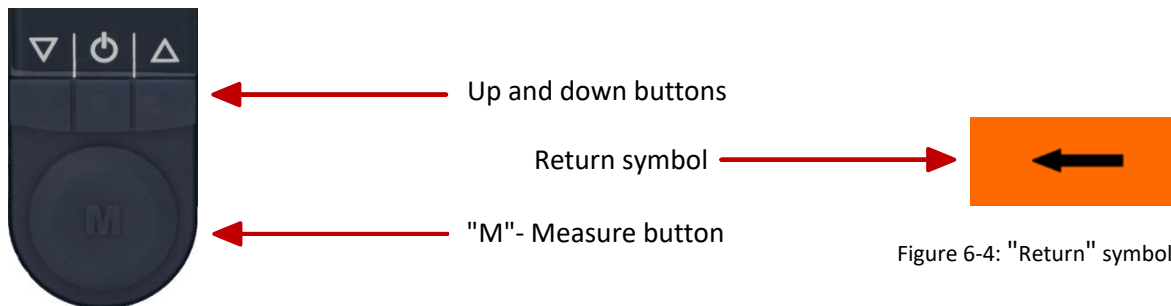 Up and down buttons
Return symbol
"M"- Measure button
M
Figure 6-4: "Return" symbol